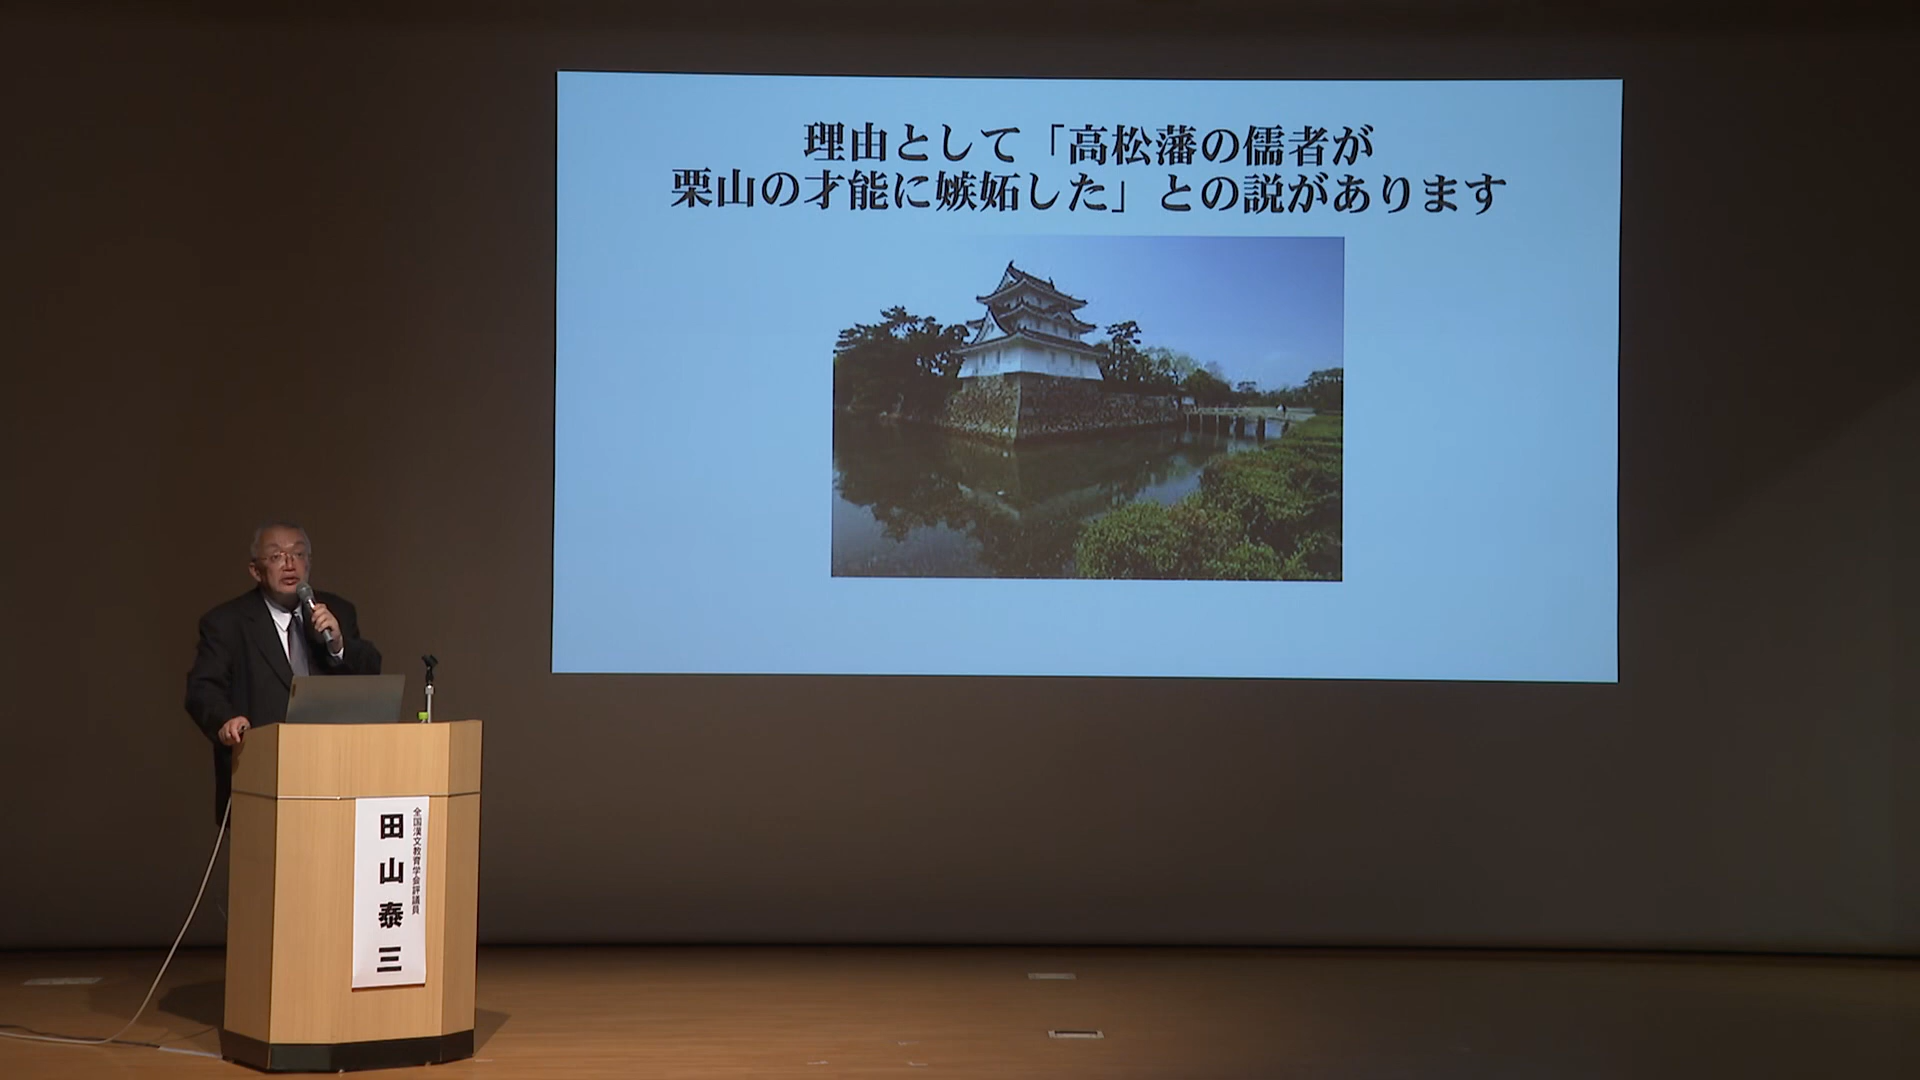 理由として「高松藩の儒者が
栗山の才能に嫉妬した」との説があります
全国漢文教育学会評議員
田山泰三